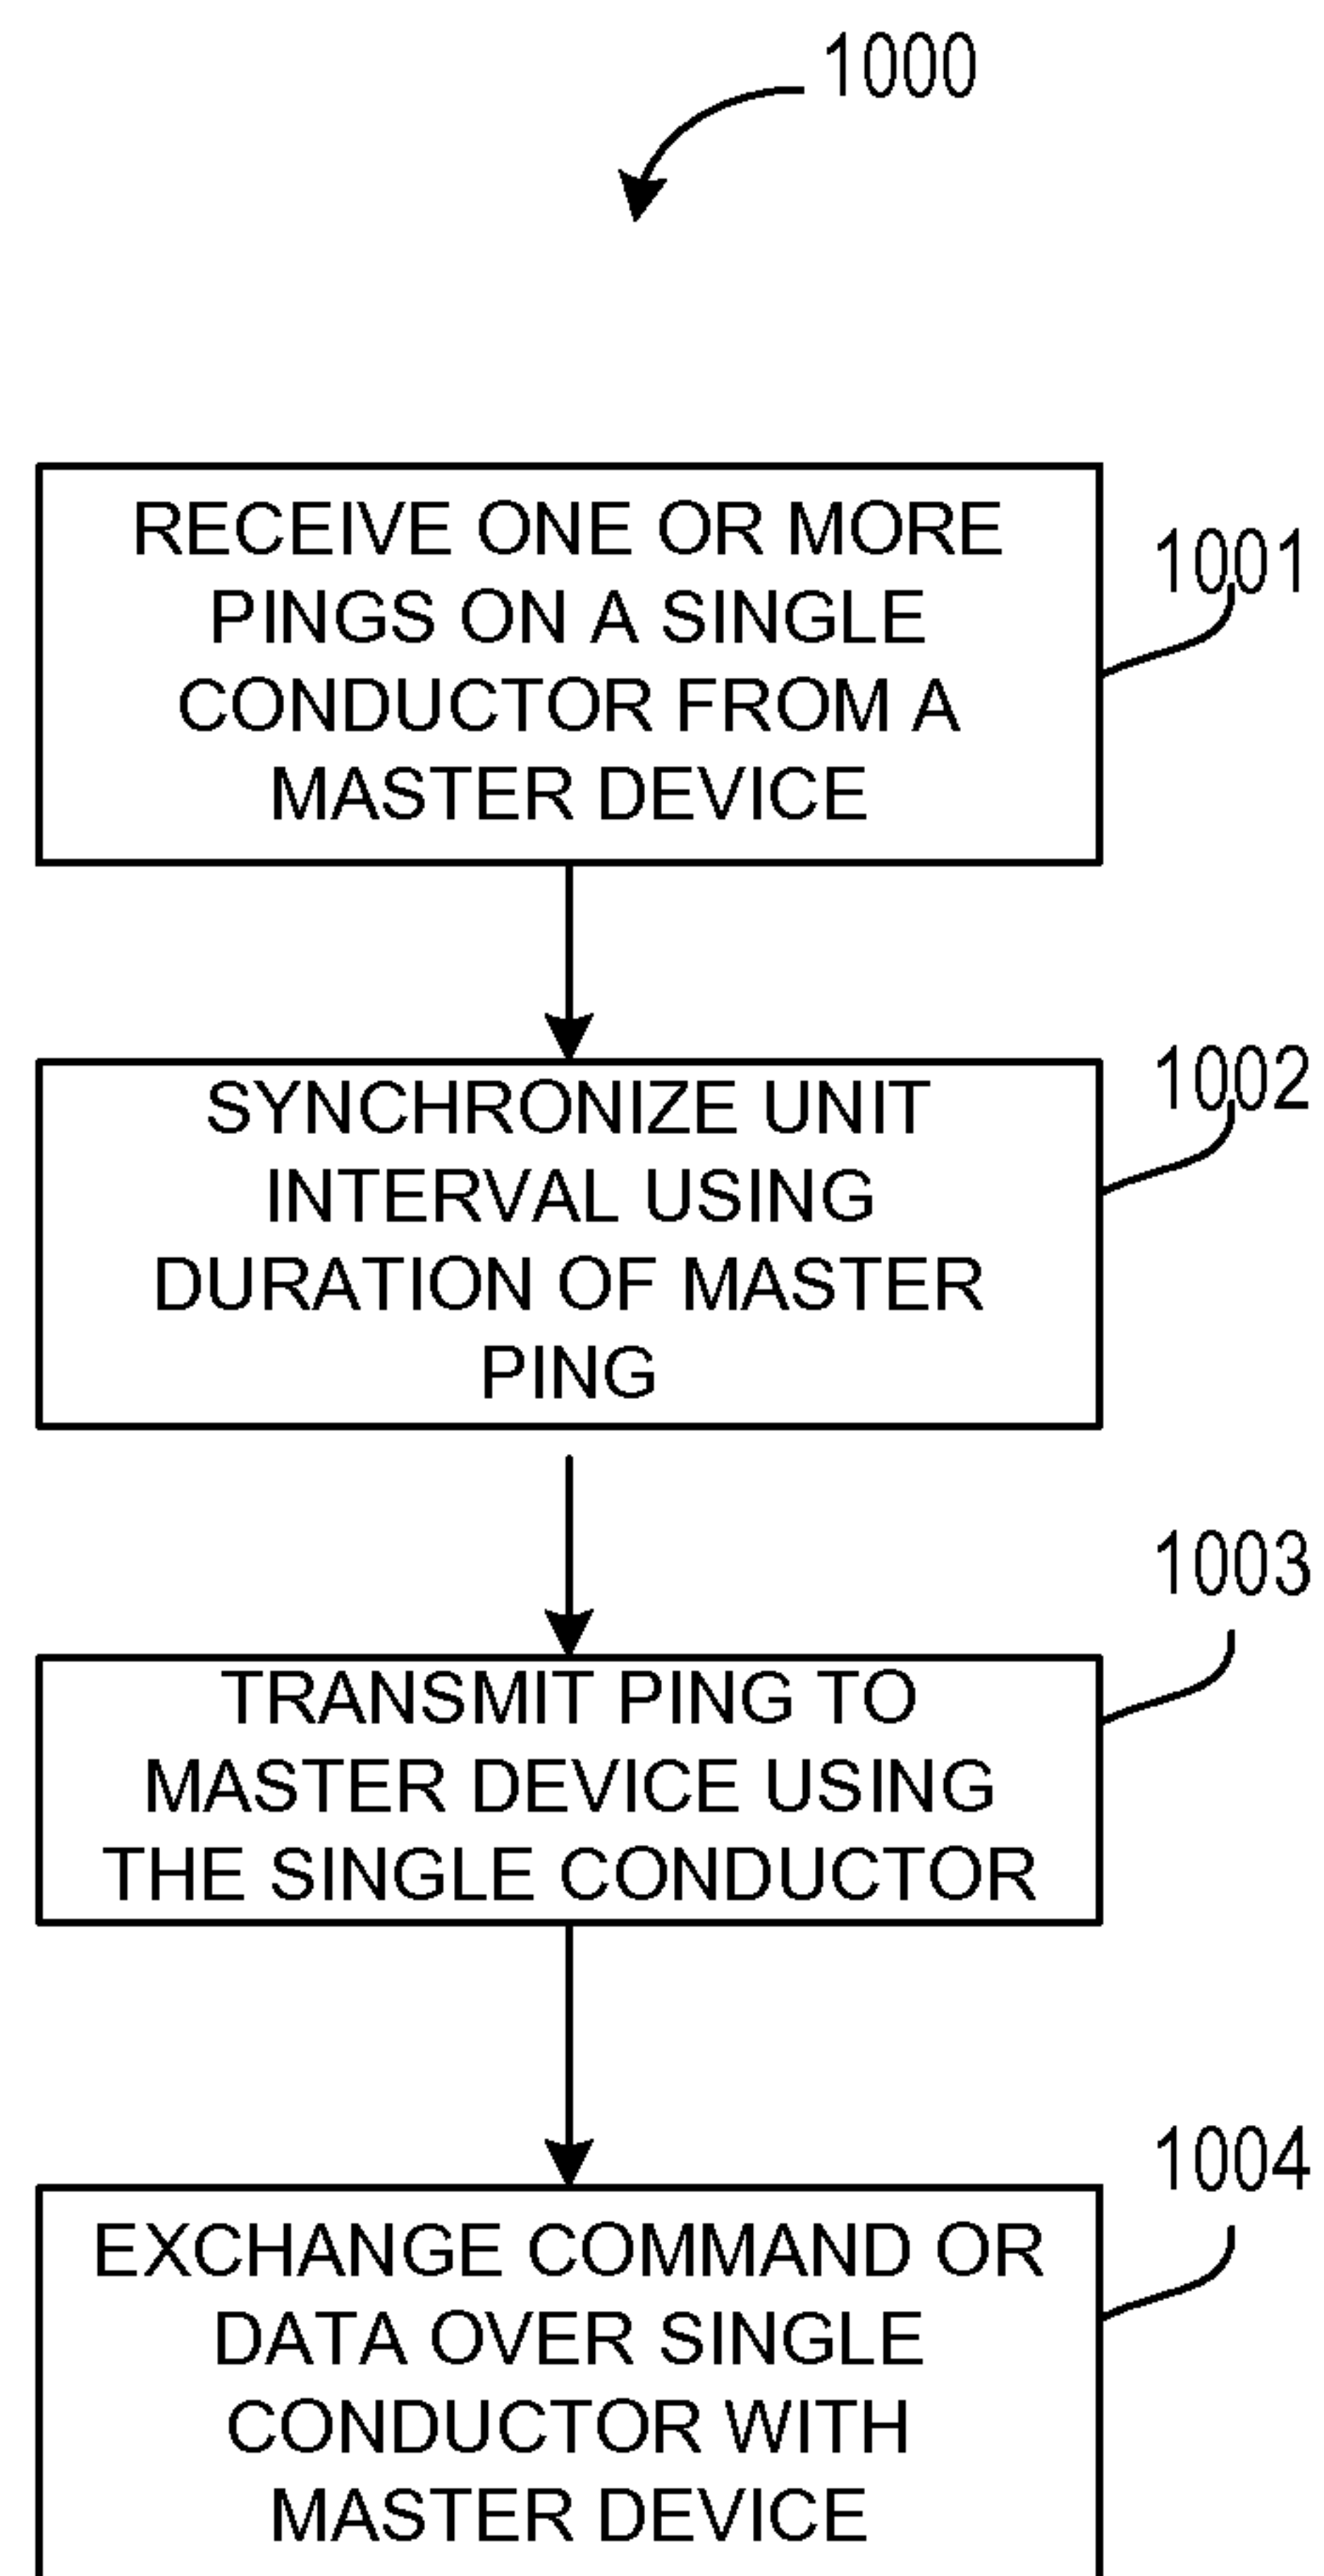 1000
RECEIVE ONE OR MORE
PINGS ON A SINGLE
CONDUCTOR FROM A
MASTER DEVICE
1001
SYNCHRONIZE UNIT
INTERVAL USING
DURATION OF MASTER
PING
1002
TRANSMIT PING TO
MASTER DEVICE USING
THE SINGLE CONDUCTOR
1003
EXCHANGE COMMAND OR
DATA OVER SINGLE
CONDUCTOR WITH
MASTER DEVICE
1004